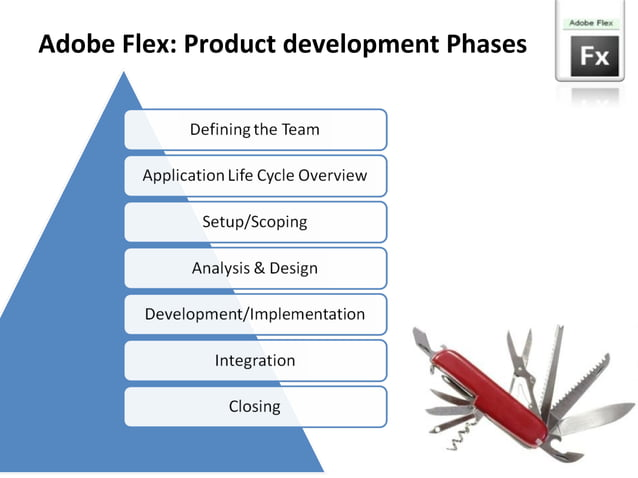 Adobe Flex: Product development Phases
Adobe Flex
Fx
Defining the Team
Application Life Cycle Overview
Setup/Scoping
Analysis & Design
Development/Implementation
Integration
Closing